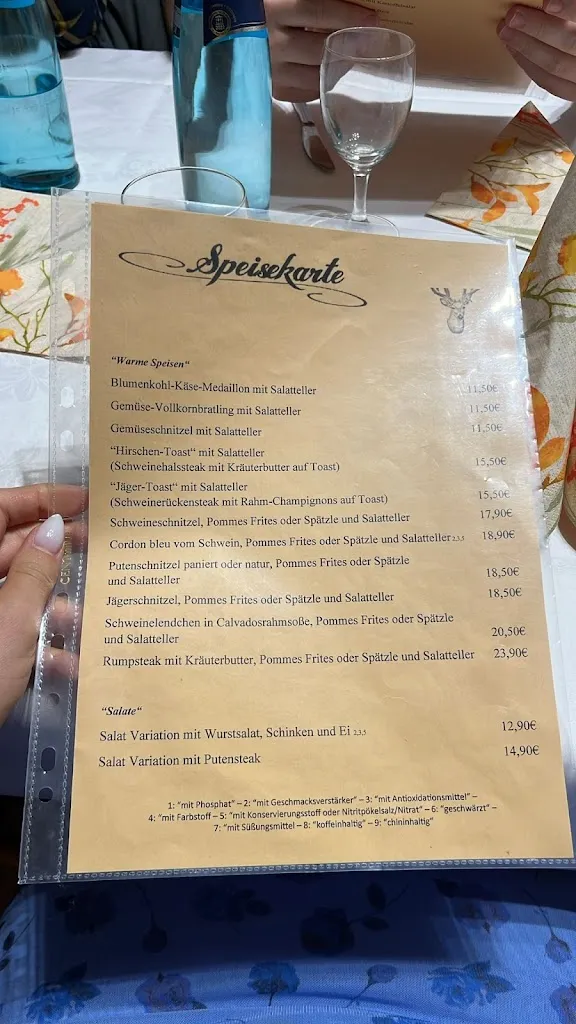 Speisekarte
"Warme Speisen"
Blumenkohl-Käse-Medaillon mit Salatteller 11,50€
Gemüse-Vollkornbratling mit Salatteller 11,50€
Gemüseschnitzel mit Salatteller 11,50€
"Hirschen-Toast" mit Salatteller
(Schweinehalssteak mit Kräuterbutter auf Toast) 15,50€
"Jäger-Toast" mit Salatteller
(Schweinerückensteak mit Rahm-Champignons auf Toast) 15,50€
Schweineschnitzel, Pommes Frites oder Spätzle und Salatteller 17,90€
Cordon bleu vom Schwein, Pommes Frites oder Spätzle und Salatteller 2,3,5 18,90€
Putenschnitzel paniert oder natur, Pommes Frites oder Spätzle
und Salatteller 18,50€
Jägerschnitzel, Pommes Frites oder Spätzle und Salatteller 18,50€
Schweinelendchen in Calvadosrahmsoße, Pommes Frites oder Spätzle
und Salatteller 20,50€
Rumpsteak mit Kräuterbutter, Pommes Frites oder Spätzle und Salatteller 23,90€
"Salate"
Salat Variation mit Wurstsalat, Schinken und Ei 2,3,5 12,90€
Salat Variation mit Putensteak 14,90€
1: "mit Phosphat" – 2: "mit Geschmacksverstärker" – 3: "mit Antioxidationsmittel" –
4: "mit Farbstoff – 5: "mit Konservierungsstoff oder Nitritpökelsalz/Nitrat" – 6: "geschwärzt" –
7: "mit Süßungsmittel – 8: "koffeinhaltig" – 9: "chininhaltig"